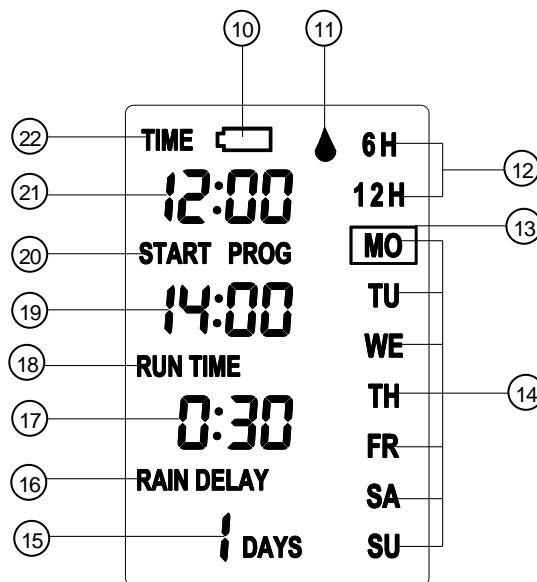 10 11
22 TIME 6H
21 12:00 12H 12
13
20 START PROG MO
19 14:00 TU
18 RUN TIME WE
17 0:30 TH 14
FR
16 RAIN DELAY SA
15 1 DAYS SU